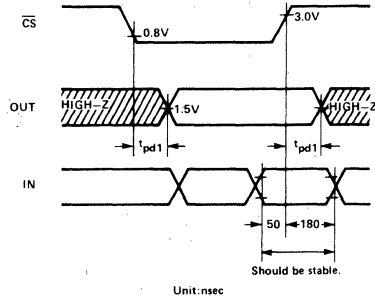 CS
0.8V
3.0V
OUT
HIGH-Z
1.5V
HIGH-Z
tpd1
tpd1
IN
50
180
Should be stable.
Unit:nsec